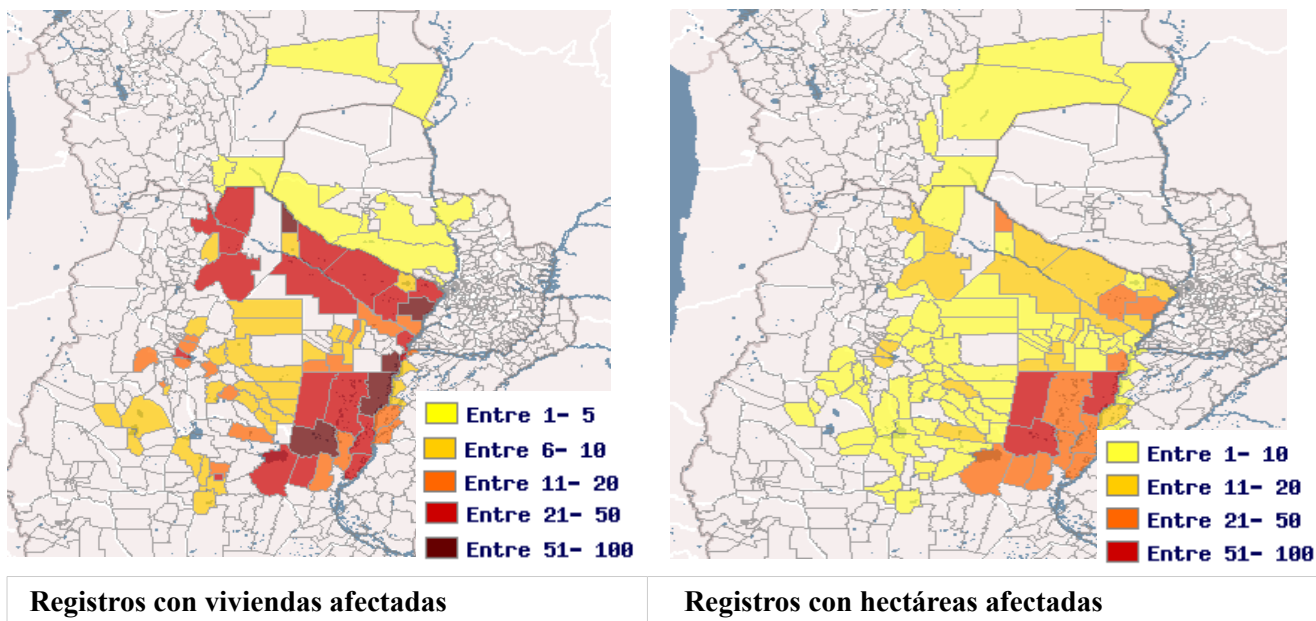 Entre 1- 5
Entre 6- 10
Entre 11- 20
Entre 21- 50
Entre 51- 100
Entre 1- 10
Entre 11- 20
Entre 21- 50
Entre 51- 100
Registros con viviendas afectadas
Registros con hectáreas afectadas